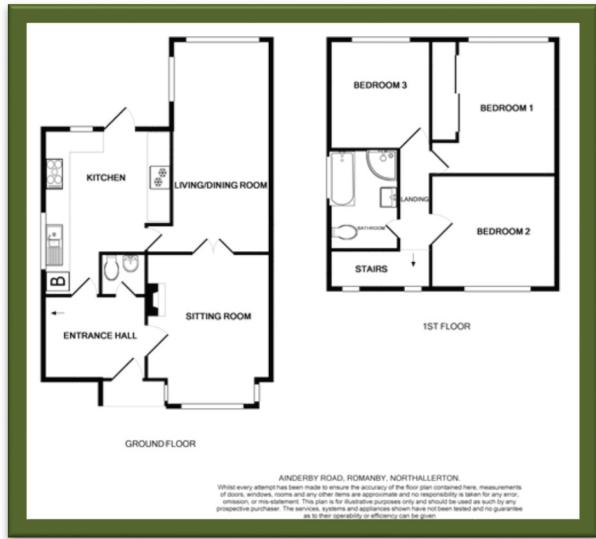 KITCHEN
LIVING/DINING ROOM
B
ENTRANCE HALL
SITTING ROOM
GROUND FLOOR
BEDROOM 3
BEDROOM 1
LANDING
BATHROOM
BEDROOM 2
STAIRS
1ST FLOOR
AINDERBY ROAD, ROMANBY, NORTHALLERTON.
Whilst every attempt has been made to ensure the accuracy of the floor plan contained here, measurements
of doors, windows, rooms and any other items are approximate and no responsibility is taken for any error,
omission, or mis-statement. This plan is for illustrative purposes only and should be used as such by any
prospective purchaser. The services, systems and appliances shown have not been tested and no guarantee
as to their operability or efficiency can be given